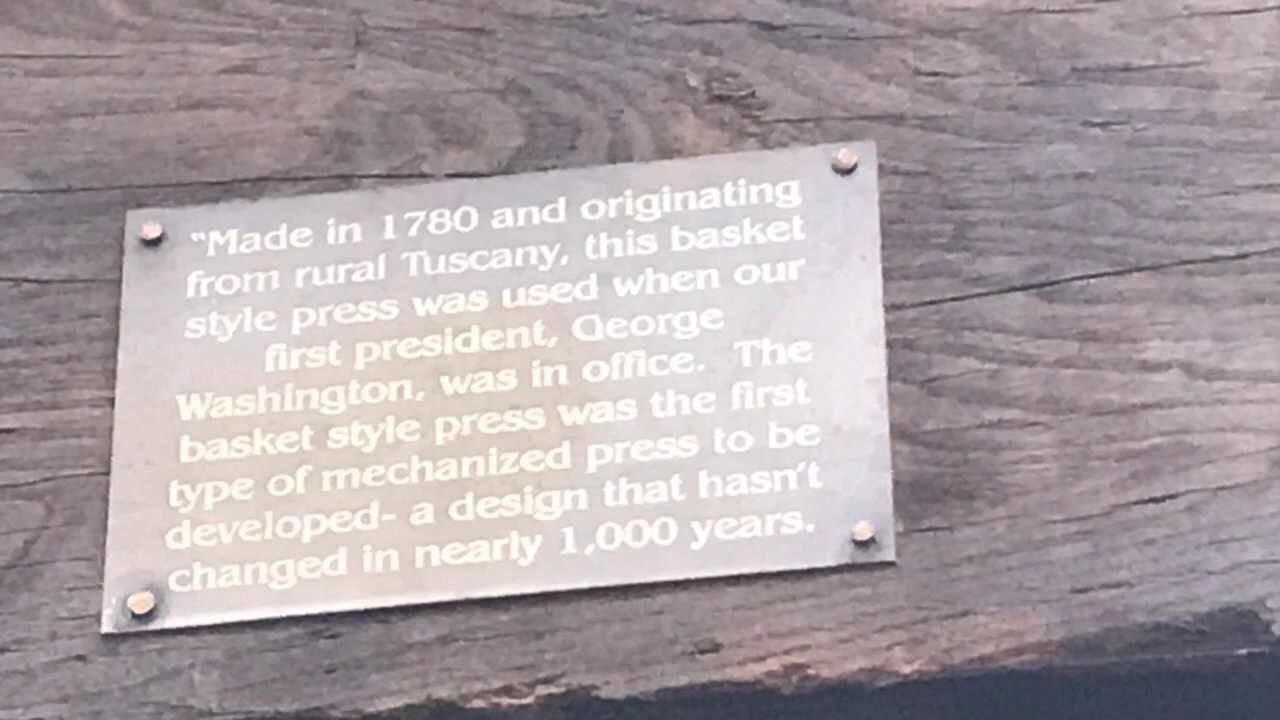 "Made in 1780 and originating
from rural Tuscany, this basket
style press was used when our
first president, George
Washington, was in office. The
basket style press was the first
type of mechanized press to be
developed- a design that hasn't
changed in nearly 1,000 years.